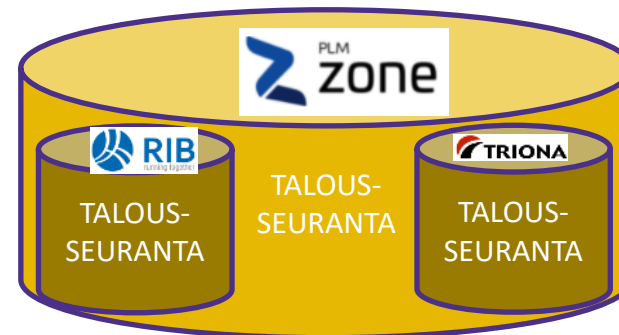 PLM
zone
RIB
running together
TRIONA
TALOUS-
SEURANTA
TALOUS-
SEURANTA
TALOUS-
SEURANTA